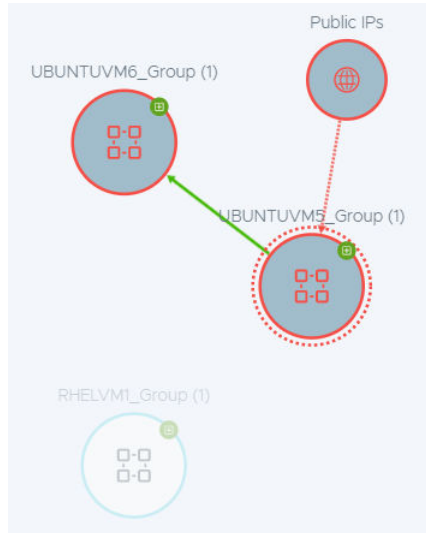 Public IPs
UBUNTUVM6_Group (1)
UBUNTUVM5_Group (1)
RHELVM1_Group (1)